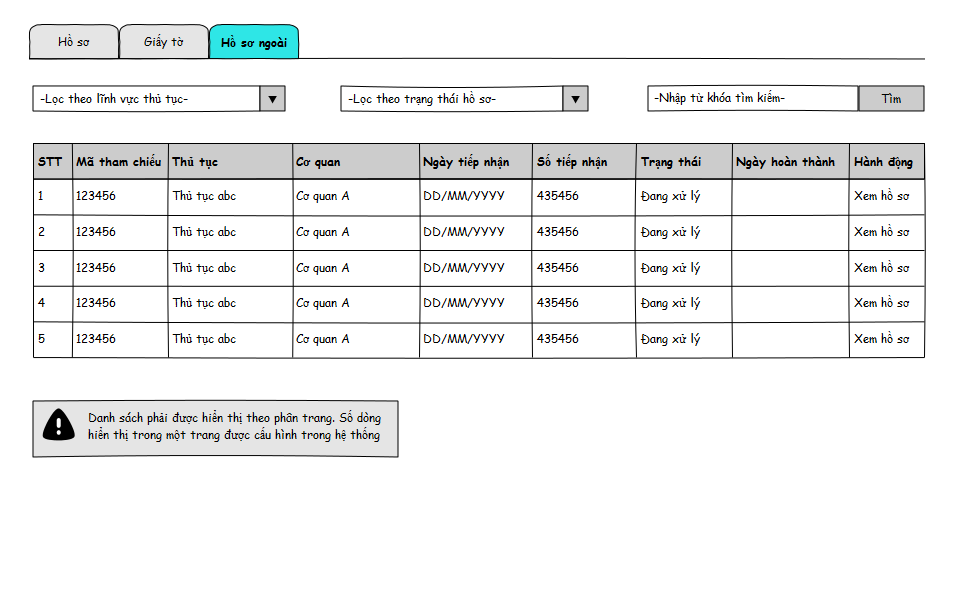 Hồ sơ Giấy tờ Hồ sơ ngoài
-Lọc theo lĩnh vực thủ tục- -Lọc theo trạng thái hồ sơ- -Nhập từ khóa tìm kiếm- Tìm
STT Mã tham chiếu Thủ tục Cơ quan Ngày tiếp nhận Số tiếp nhận Trạng thái Ngày hoàn thành Hành động
1 123456 Thủ tục abc Cơ quan A DD/MM/YYYY 435456 Đang xử lý Xem hồ sơ
2 123456 Thủ tục abc Cơ quan A DD/MM/YYYY 435456 Đang xử lý Xem hồ sơ
3 123456 Thủ tục abc Cơ quan A DD/MM/YYYY 435456 Đang xử lý Xem hồ sơ
4 123456 Thủ tục abc Cơ quan A DD/MM/YYYY 435456 Đang xử lý Xem hồ sơ
5 123456 Thủ tục abc Cơ quan A DD/MM/YYYY 435456 Đang xử lý Xem hồ sơ
Danh sách phải được hiển thị theo phân trang. Số dòng
hiển thị trong một trang được cấu hình trong hệ thống